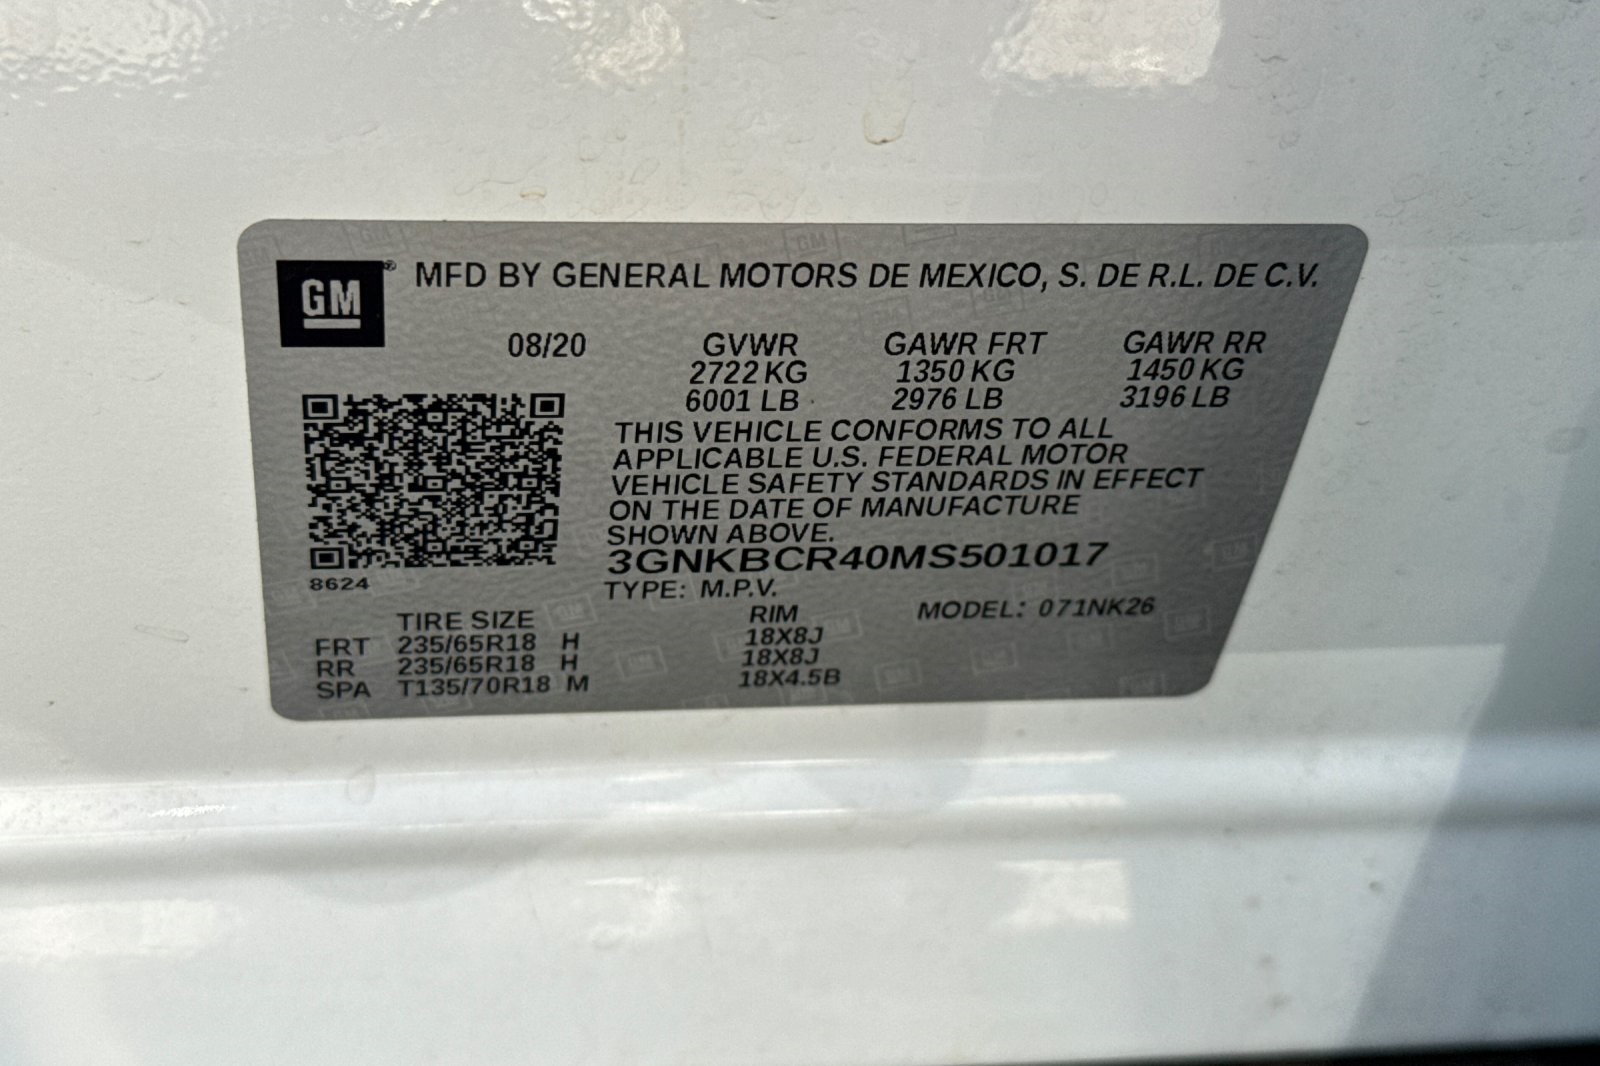 GM ® MFD BY GENERAL MOTORS DE MEXICO, S. DE R.L. DE C.V.
08/20 GVWR GAWR FRT GAWR RR
2722 KG 1350 KG 1450 KG
6001 LB 2976 LB 3196 LB
THIS VEHICLE CONFORMS TO ALL
APPLICABLE U.S. FEDERAL MOTOR
VEHICLE SAFETY STANDARDS IN EFFECT
ON THE DATE OF MANUFACTURE
SHOWN ABOVE.
3GNKBCR40MS501017
8624 TYPE: M.P.V.
TIRE SIZE RIM MODEL: 071NK26
FRT 235/65R18 H 18X8J
RR 235/65R18 H 18X8J
SPA T135/70R18 M 18X4.5B